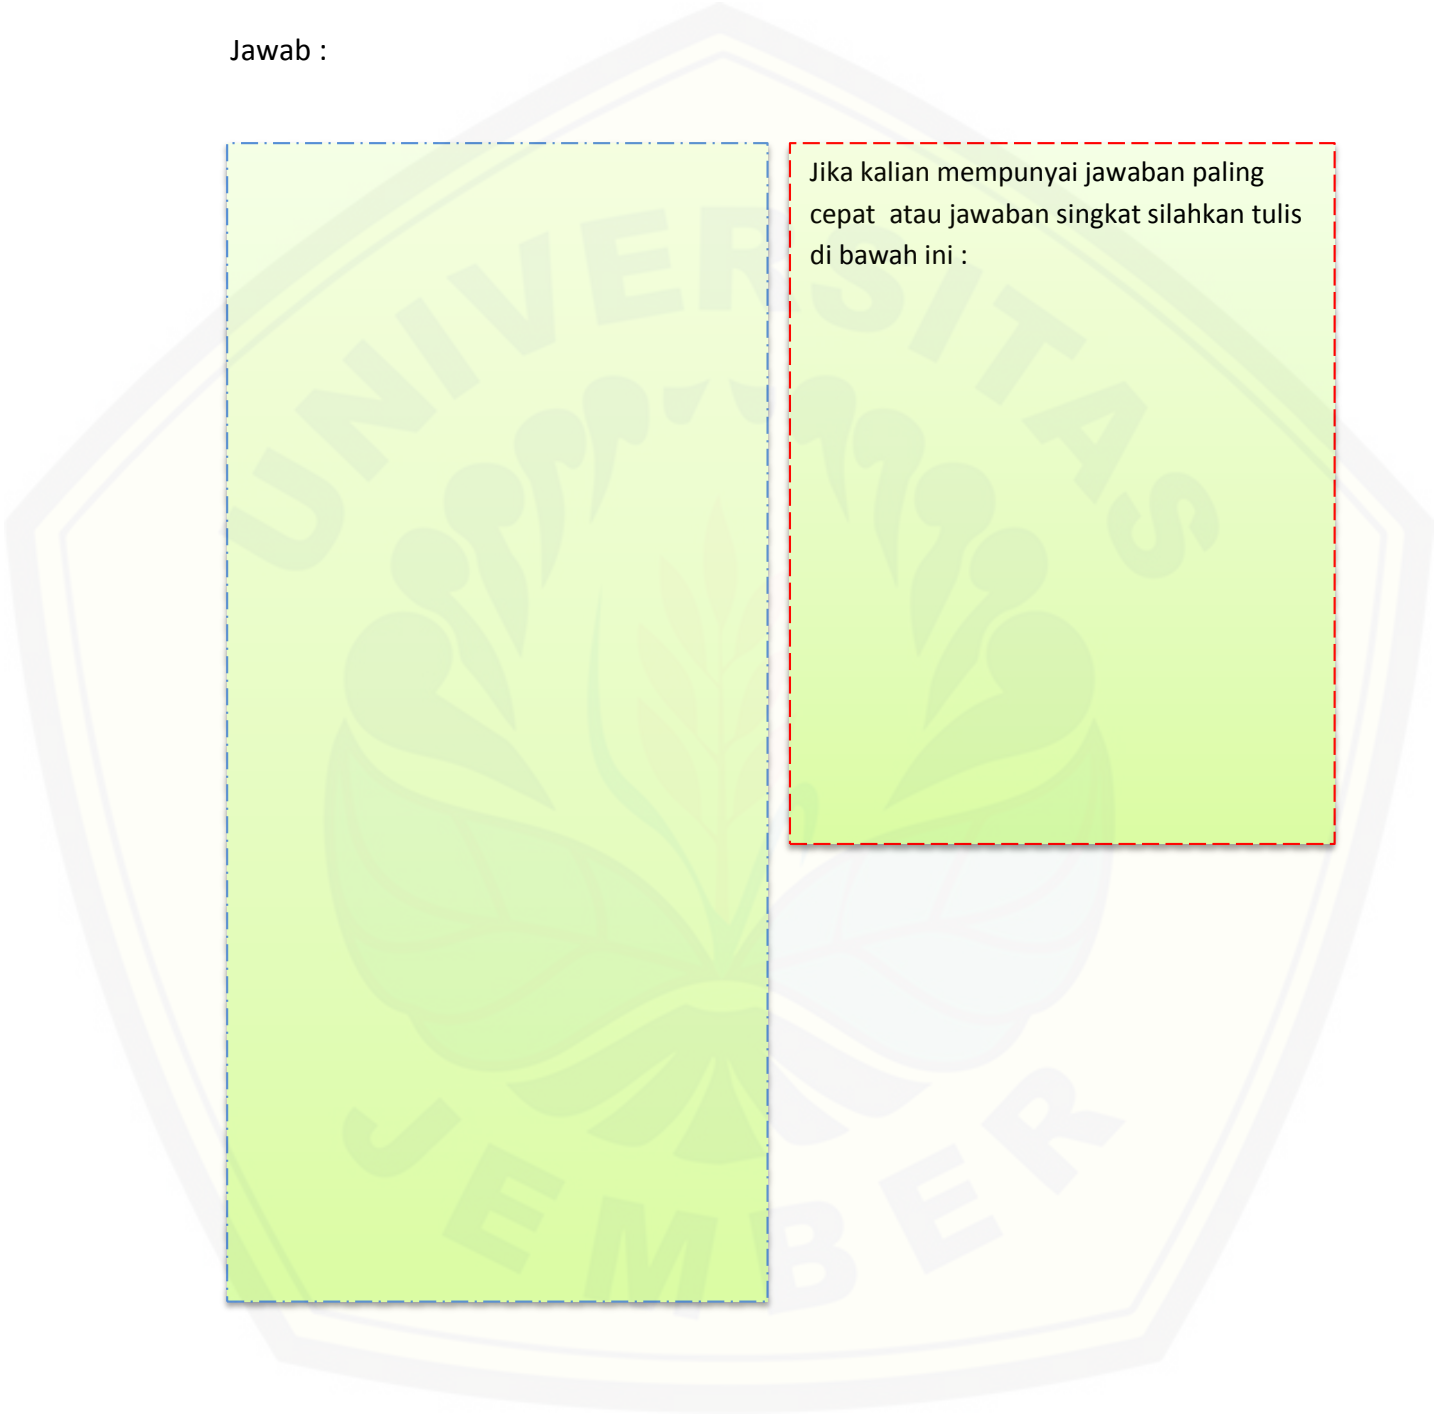 Jawab :
Jika kalian mempunyai jawaban paling
cepat  atau jawaban singkat silahkan tulis
di bawah ini :
UNIVERSITAS
JEMBER